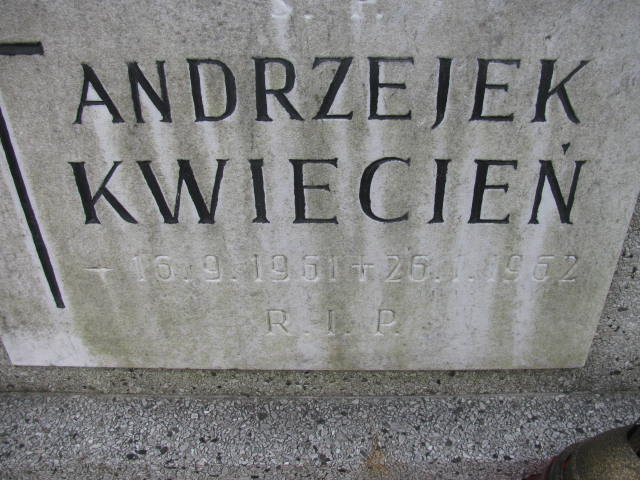 Ś. P.
ANDRZEJEK
KWIECIEŃ
+ 16.9.1961 + 26.1.1962
R. I. P.